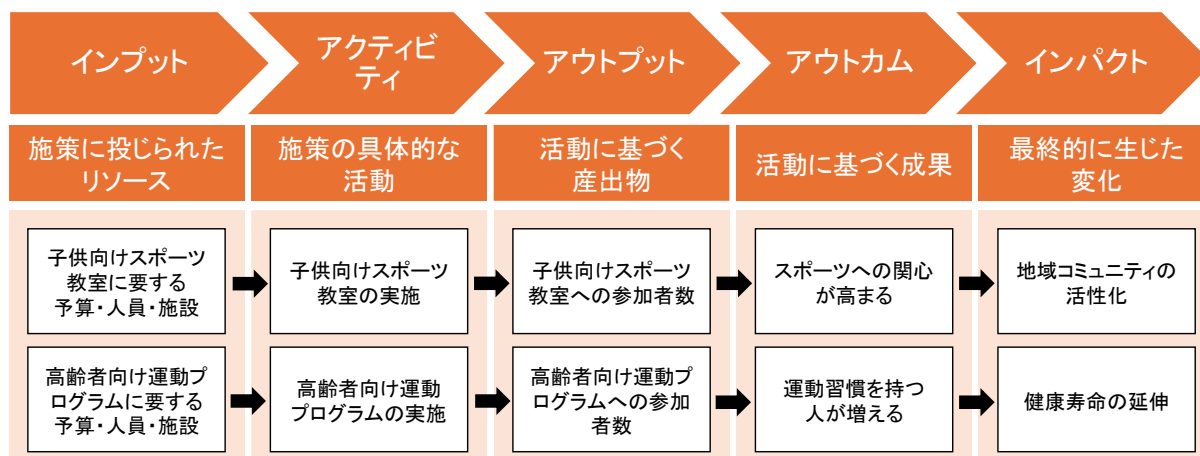 インプット
アクティビ
ティ
アウトプット
アウトカム
インパクト
施策に投じられた
リソース
施策の具体的な
活動
活動に基づく
産出物
活動に基づく成果
最終的に生じた
変化
子供向けスポーツ
教室に要する
予算・人員・施設
子供向けスポーツ
教室の実施
子供向けスポーツ
教室への参加者数
スポーツへの関心
が高まる
地域コミュニティの
活性化
高齢者向け運動プ
ログラムに要する
予算・人員・施設
高齢者向け運動
プログラムの実施
高齢者向け運動プ
ログラムへの参加
者数
運動習慣を持つ
人が増える
健康寿命の延伸